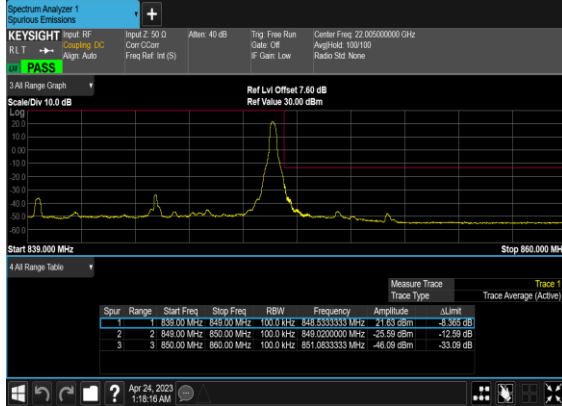 Spectrum Analyzer 1
Spurious Emissions
KEYSIGHT Input: RF Input Z: 50 Ω Atten: 40 dB Trig: Free Run Center Freq: 22.005000000 GHz
RLT Coupling: DC Corr CCorr Gate: Off Avg|Hold: 100/100
Align: Auto Freq Ref: Int (S) IF Gain: Low Radio Std: None
PASS
3 All Range Graph
Ref Lvl Offset 7.60 dB
Scale/Div 10.0 dB Ref Value 30.00 dBm
Log
20.0
10.0
0.00
-10.0
-20.0
-30.0
-40.0
-50.0
-60.0
Start 839.000 MHz Stop 860.000 MH
4 All Range Table
Measure Trace Trace 1
Trace Type Trace Average (Active)
Spur Range Start Freq Stop Freq RBW Frequency Amplitude ΔLimit
1 1 839.00 MHz 849.00 MHz 100.0 kHz 848.5333333 MHz 21.63 dBm -8.365 dB
2 2 849.00 MHz 850.00 MHz 100.0 kHz 849.0200000 MHz -25.59 dBm -12.59 dB
3 3 850.00 MHz 860.00 MHz 100.0 kHz 851.0833333 MHz -46.09 dBm -33.09 dB
Apr 24, 2023
1:18:16 AM